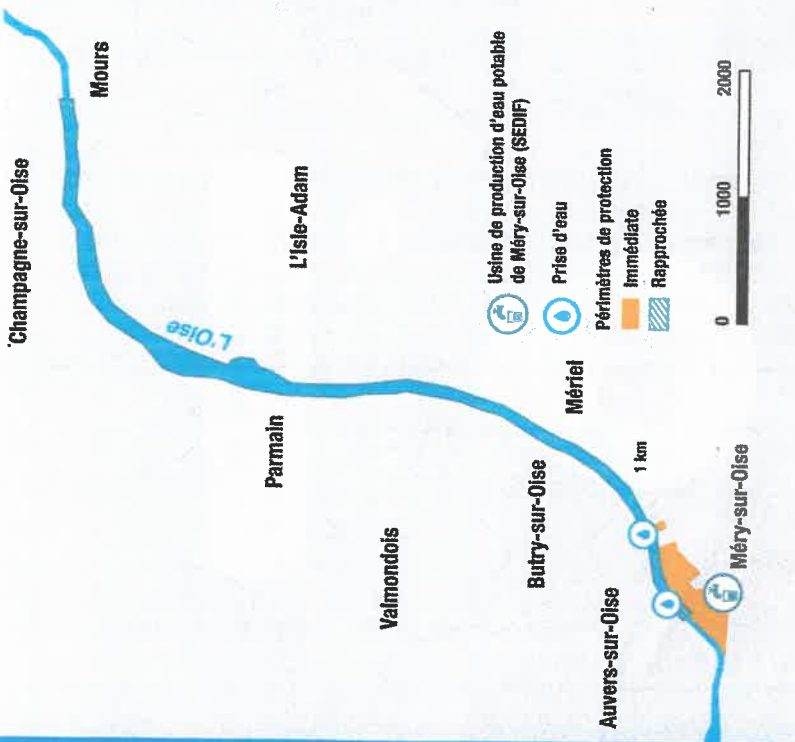 Champagne-sur-Oise
Mours
L'Isle-Adam
L'Oise
Parmain
Valmondois
Butry-sur-Oise
Mériel
1 km
Auvers-sur-Oise
Méry-sur-Oise
Usine de production d'eau potable
de Méry-sur-Oise (SEDIF)
Prise d'eau
Périmètres de protection
Immédiate
Rapprochée
0
1000
2000